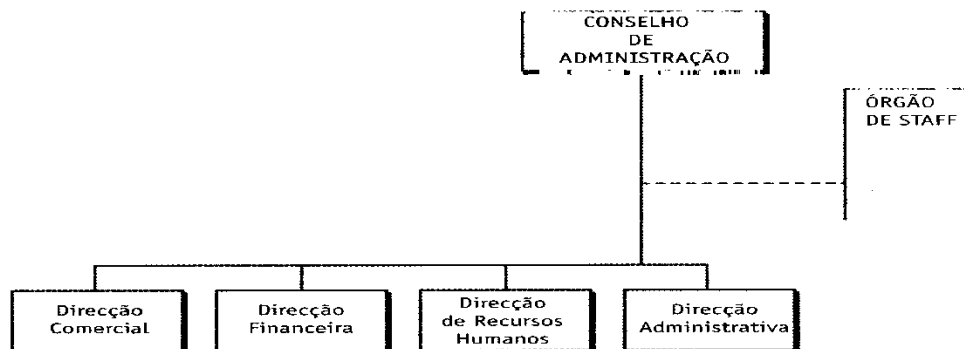 CONSELHO
DE
ADMINISTRAÇÃO
ÓRGÃO
DE STAFF
Direcção
Comercial
Direcção
Financeira
Direcção
de Recursos
Humanos
Direcção
Administrativa